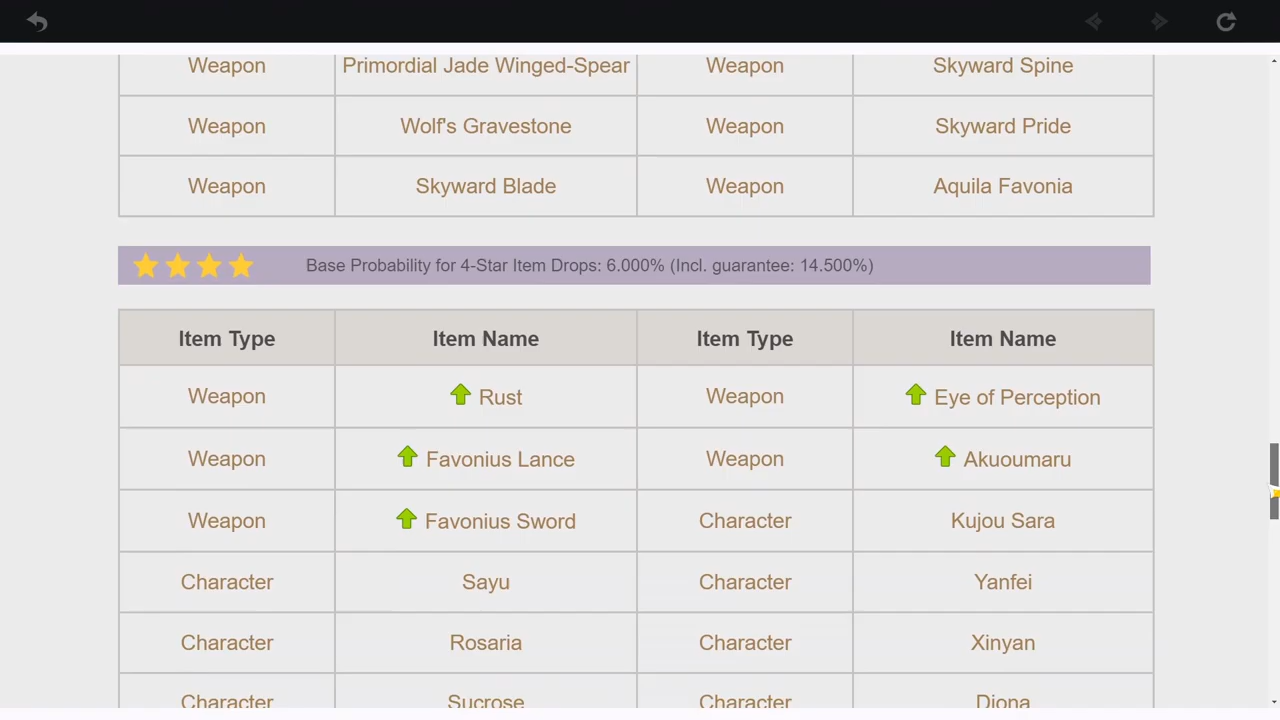 Weapon Primordial Jade Winged-Spear Weapon Skyward Spine
Weapon Wolf's Gravestone Weapon Skyward Pride
Weapon Skyward Blade Weapon Aquila Favonia
Base Probability for 4-Star Item Drops: 6.000% (Incl. guarantee: 14.500%)
Item Type Item Name Item Type Item Name
Weapon Rust Weapon Eye of Perception
Weapon Favonius Lance Weapon Akuoumaru
Weapon Favonius Sword Character Kujou Sara
Character Sayu Character Yanfei
Character Rosaria Character Xinyan
Character Sucrose Character Diona